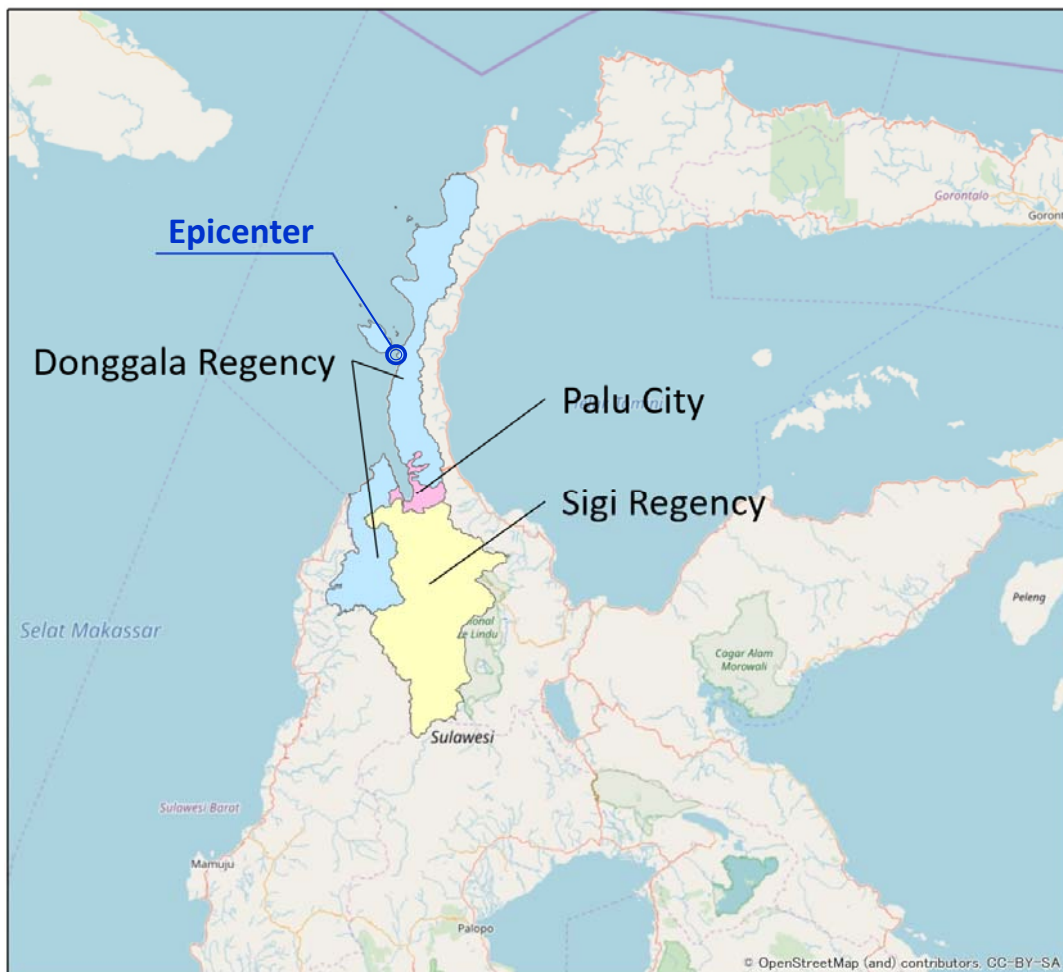 Gorontalo
Goront
Epicenter
Donggala Regency
Palu City
Sigi Regency
Peleng
Selat Makassar
Cagar Alam
Morowali
Sulawesi
Sulawesi Barat
Mamuju
Palopo
© OpenStreetMap (and) contributors, CC-BY-SA